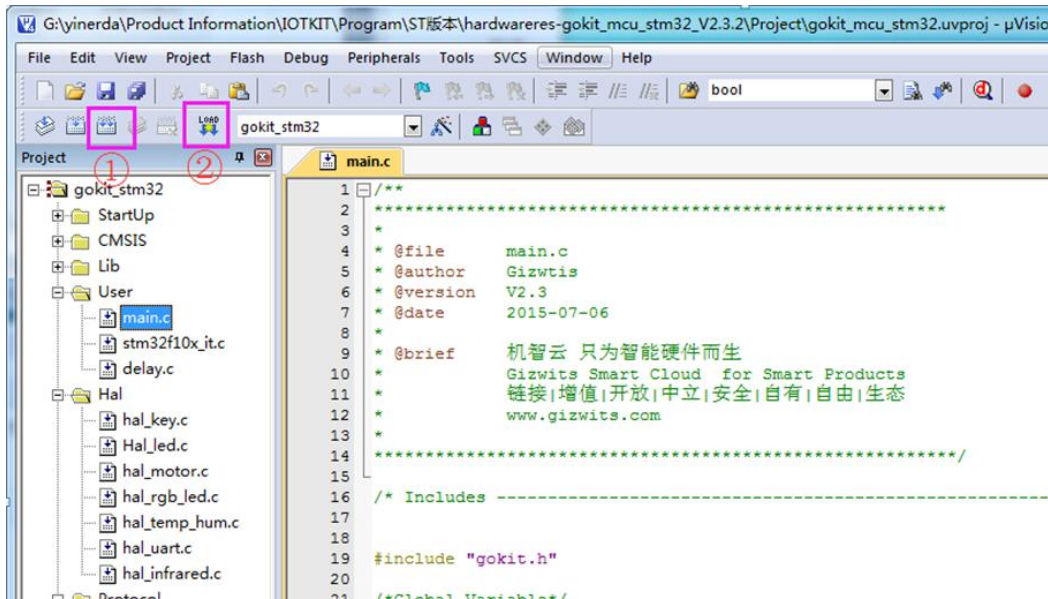 G:\yinerda\Product Information\IOTKIT\Program\ST版本\hardwareres-gokit_mcu_stm32_V2.3.2\Project\gokit_mcu_stm32.uvproj - µVisio
File Edit View Project Flash Debug Peripherals Tools SVCS Window Help
bool
LOAD
gokit_stm32
Project
① ②
main.c
gokit_stm32
StartUp
CMSIS
Lib
User
main.c
stm32f10x_it.c
delay.c
Hal
hal_key.c
Hal_led.c
hal_motor.c
hal_rgb_led.c
hal_temp_hum.c
hal_uart.c
hal_infrared.c
Protocol
1 /**
2 ********************************************************
3 *
4 * @file main.c
5 * @author Gizwtis
6 * @version V2.3
7 * @date 2015-07-06
8 *
9 * @brief 机智云 只为智能硬件而生
10 * Gizwits Smart Cloud for Smart Products
11 * 链接|增值|开放|中立|安全|自有|自由|生态
12 * www.gizwits.com
13 *
14 *********************************************************/
15
16 /* Includes ------------------------------------------------------
17
18
19 #include "gokit.h"
20
21 /*Global Variable*/